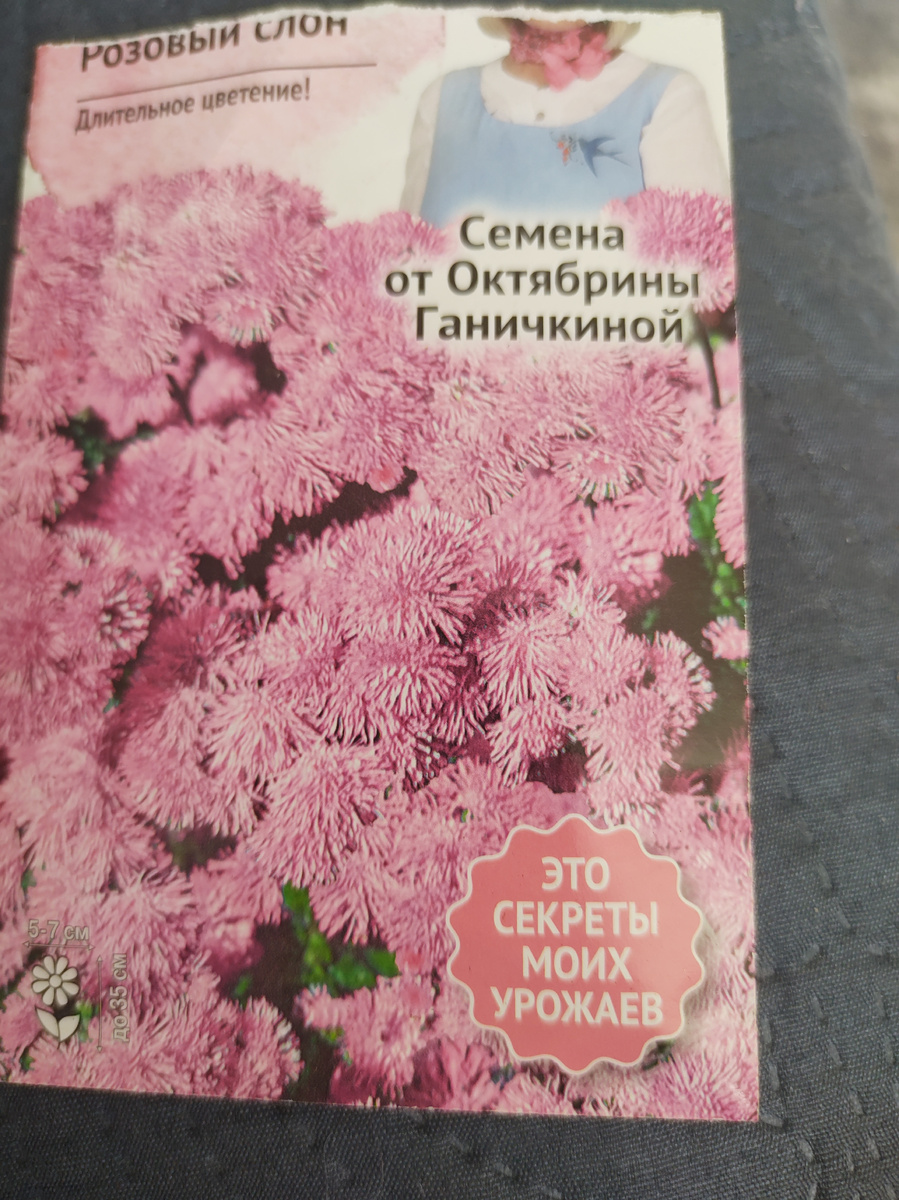 Розовый слон
Длительное цветение!
Семена
от Октябрины
Ганичкиной
ЭТО
СЕКРЕТЫ
МОИХ
УРОЖАЕВ
5-7 см
до 35 см